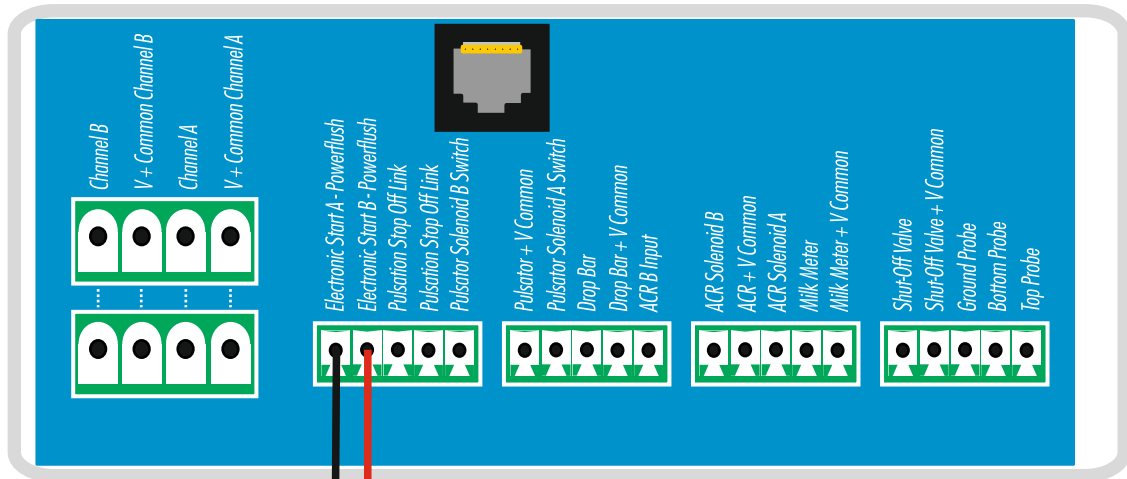 Channel B
V + Common Channel B
Channel A
V + Common Channel A
Electronic Start A - Powerflush
Electronic Start B - Powerflush
Pulsation Stop Off Link
Pulsation Stop Off Link
Pulsator Solenoid B Switch
Pulsator + V Common
Pulsator Solenoid A Switch
Drop Bar
Drop Bar + V Common
ACR B Input
ACR Solenoid B
ACR + V Common
ACR Solenoid A
Milk Meter
Milk Meter + V Common
Shut-Off Valve
Shut-Off Valve + V Common
Ground Probe
Bottom Probe
Top Probe